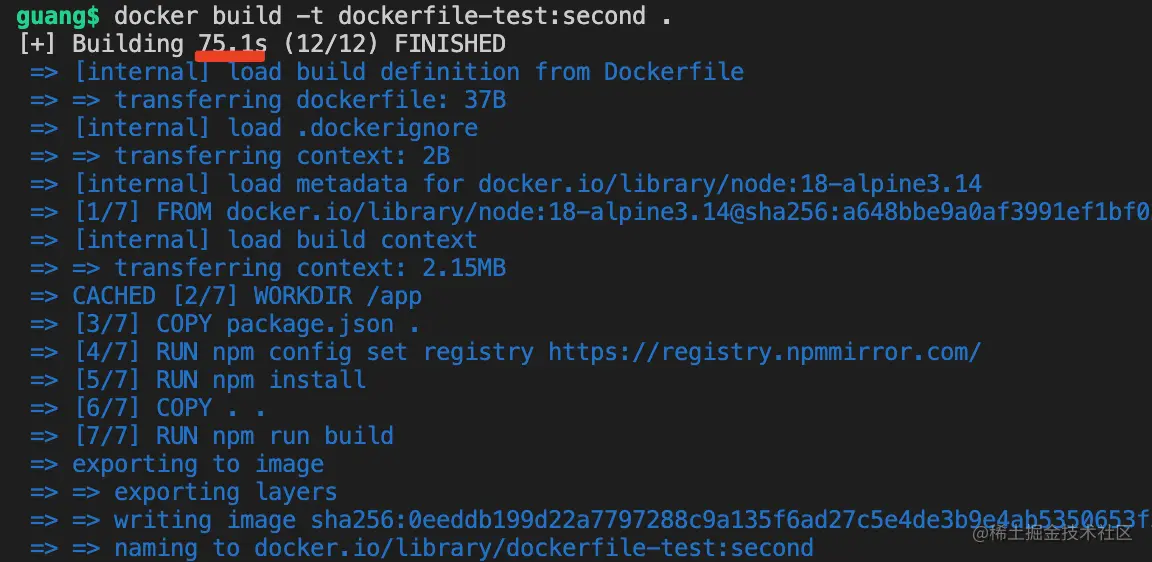 guang$ docker build -t dockerfile-test:second .
[+] Building 75.1s (12/12) FINISHED
=> [internal] load build definition from Dockerfile
=> => transferring dockerfile: 37B
=> [internal] load .dockerignore
=> => transferring context: 2B
=> [internal] load metadata for docker.io/library/node:18-alpine3.14
=> [1/7] FROM docker.io/library/node:18-alpine3.14@sha256:a648bbe9a0af3991ef1bf0
=> [internal] load build context
=> => transferring context: 2.15MB
=> CACHED [2/7] WORKDIR /app
=> [3/7] COPY package.json .
=> [4/7] RUN npm config set registry https://registry.npmmirror.com/
=> [5/7] RUN npm install
=> [6/7] COPY . .
=> [7/7] RUN npm run build
=> exporting to image
=> => exporting layers
=> => writing image sha256:0eeddb199d22a7797288c9a135f6ad27c5e4de3b9e4ab5350653f
=> => naming to docker.io/library/dockerfile-test:second
@稀土掘金技术社区